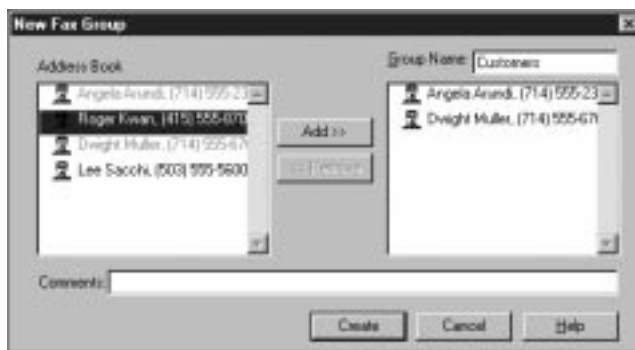 New Fax Group
Address Book
Angela Arundi, (714) 555-23
Roger Kwan, (415) 555-870
Dwight Muller, (714) 555-67
Lee Sacchi, (503) 555-5600
Add >>
<< Remove
Group Name: Customers
Angela Arundi, (714) 555-23
Dwight Muller, (714) 555-67
Comments:
Create
Cancel
Help